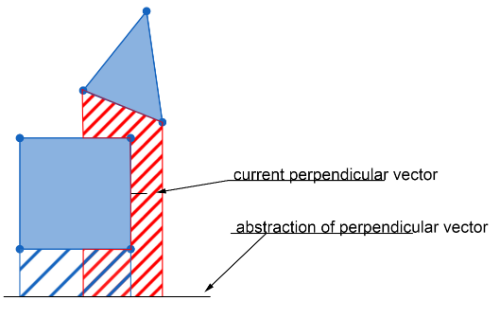 current perpendicular vector
abstraction of perpendicular vector